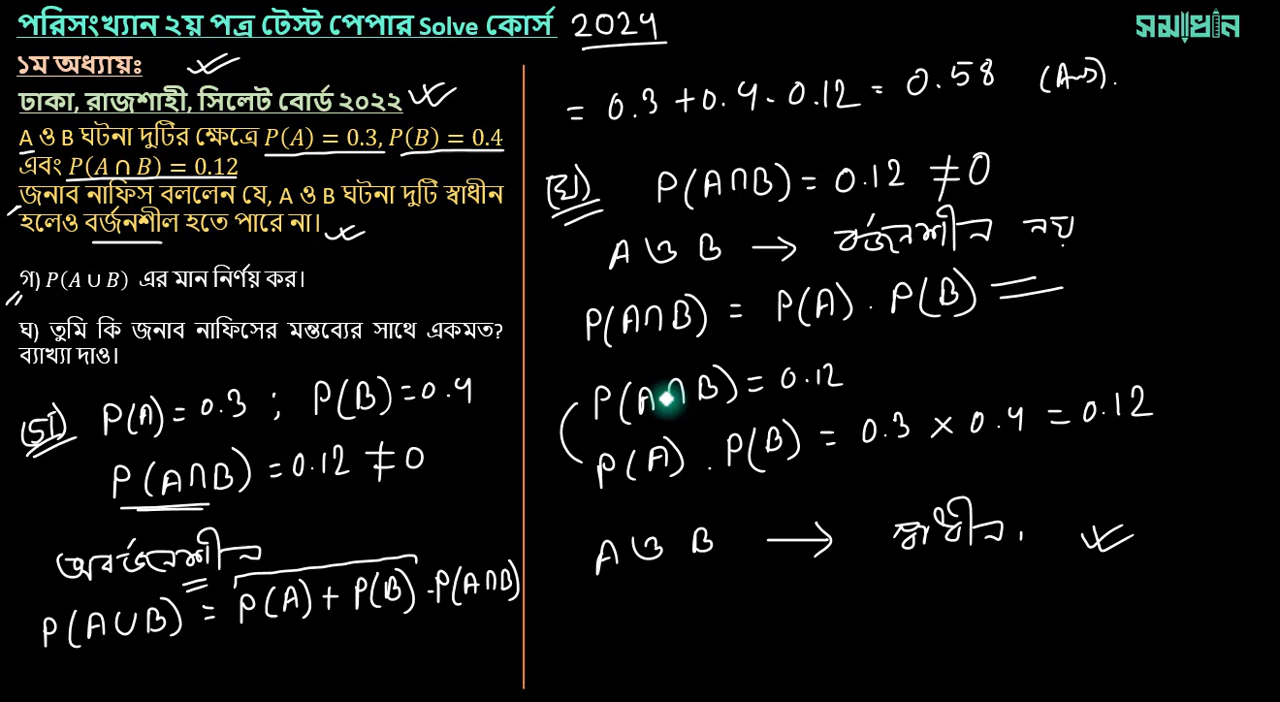 পরিসংখ্যান ২য় পত্র টেস্ট পেপার Solve কোর্স 2024
সমাধান
১ম অধ্যায়ঃ
ঢাকা, রাজশাহী, সিলেট বোর্ড ২০২২
A ও B ঘটনা দুটির ক্ষেত্রে P(A) = 0.3, P(B) = 0.4
এবং P(A ∩ B) = 0.12
জনাব নাফিস বললেন যে, A ও B ঘটনা দুটি স্বাধীন
হলেও বর্জনশীল হতে পারে না।
গ) P(A ∪ B) এর মান নির্ণয় কর।
ঘ) তুমি কি জনাব নাফিসের মন্তব্যের সাথে একমত?
ব্যাখ্যা দাও।
(গ) P(A) = 0.3 ; P(B) = 0.4
P(A∩B) = 0.12 ≠ 0
অবর্জনশীল
P(A∪B) = P(A) + P(B) - P(A∩B)
= 0.3 + 0.4 - 0.12 = 0.58 (Ans).
(ঘ) P(A∩B) = 0.12 ≠ 0
A ও B → বর্জনশীল নয়
P(A∩B) = P(A) . P(B)
P(A∩B) = 0.12
P(A) . P(B) = 0.3 × 0.4 = 0.12
A ও B → স্বাধীন.